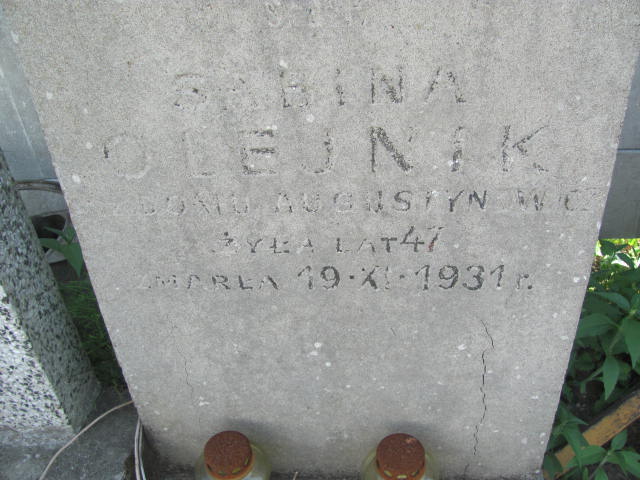 SABINA
OLEJNIK
DOMU AUGUSTYNOWICZ
ŻYŁA LAT 47
ZMARŁA 19·XI·1931 r.